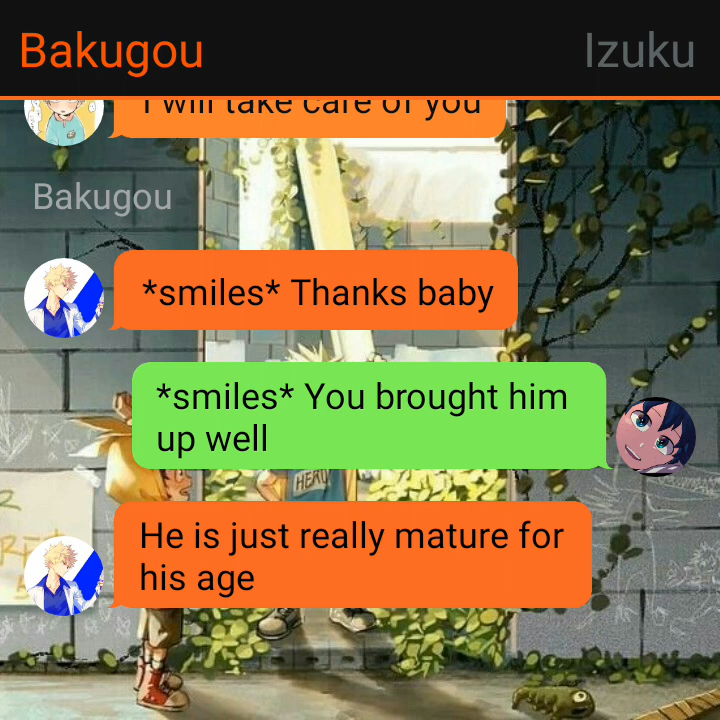 Bakugou
Izuku
I will take care of you
Bakugou
*smiles* Thanks baby
*smiles* You brought him
up well
HERO
He is just really mature for
his age